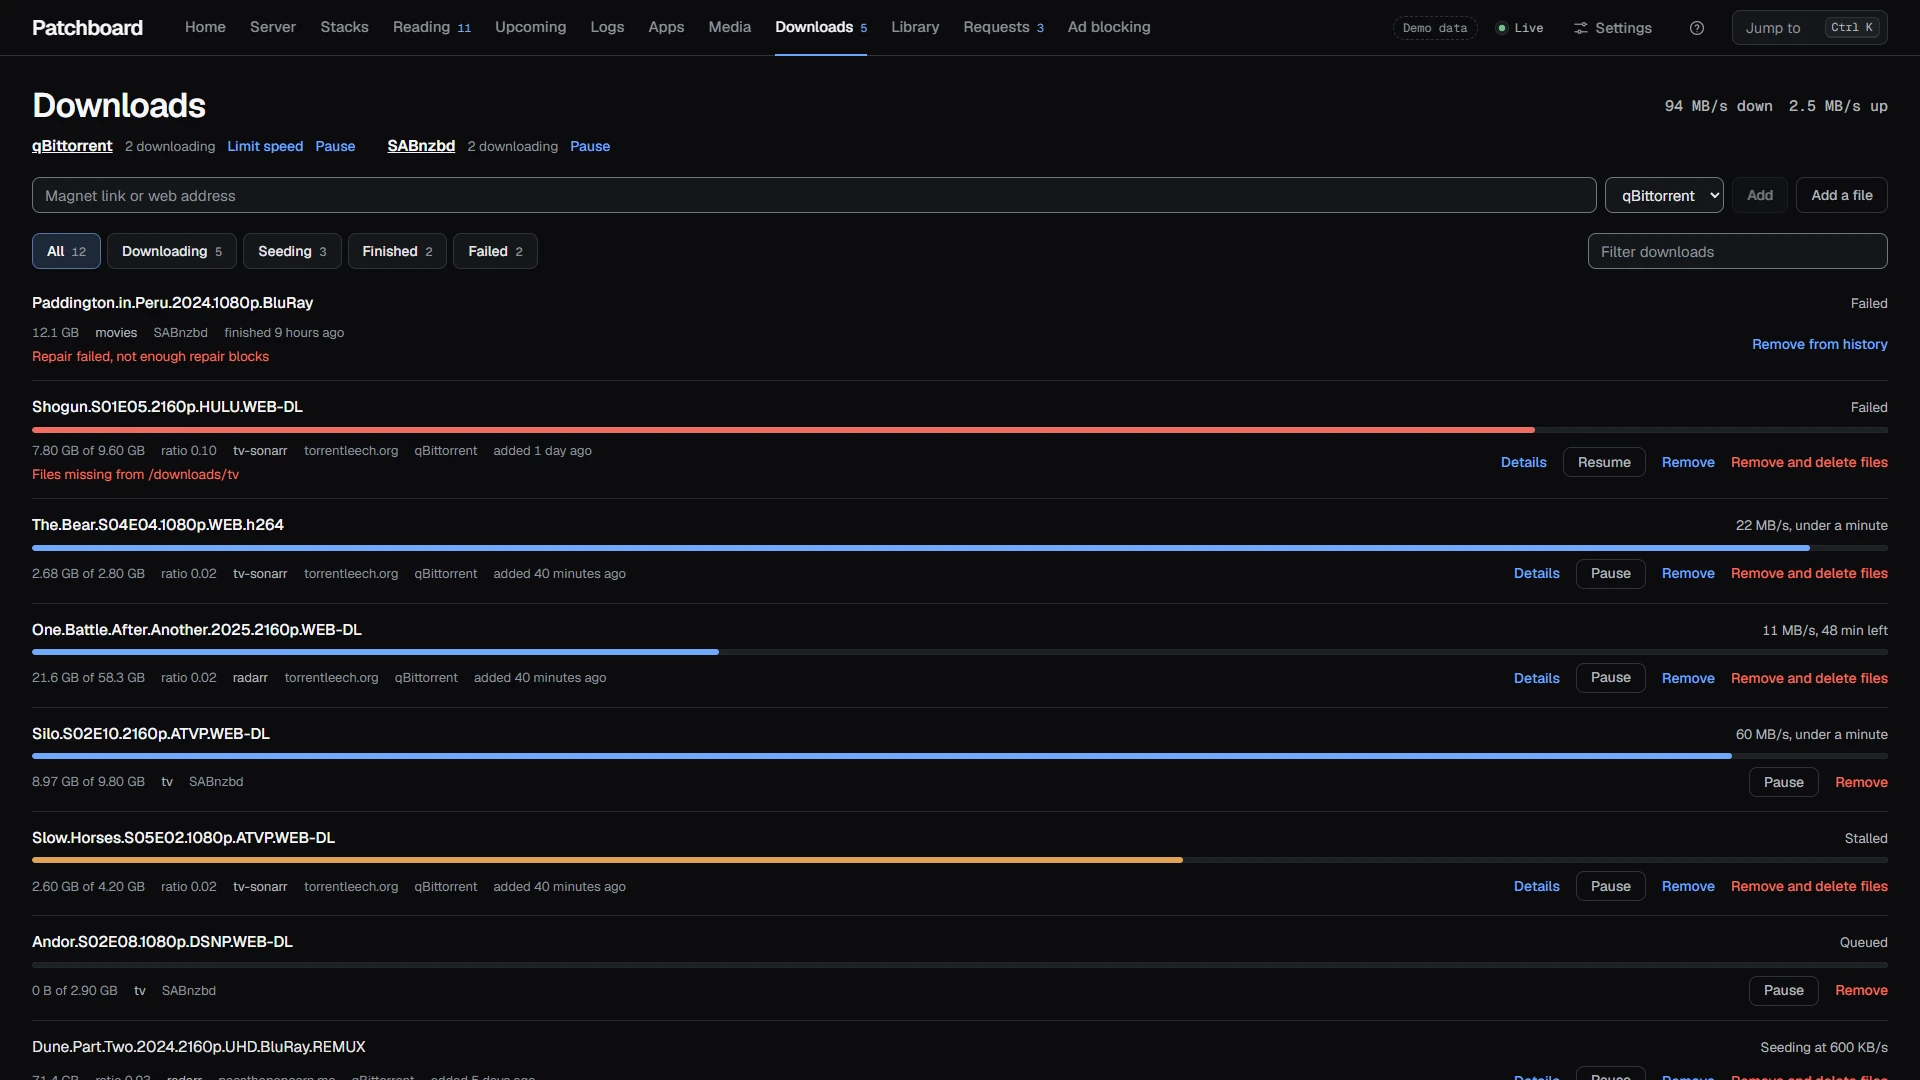 Patchboard Home Server Stacks Reading 11 Upcoming Logs Apps Media Downloads 5 Library Requests 3 Ad blocking Demo data Live Settings Jump to Ctrl K
Downloads 94 MB/s down 2.5 MB/s up
qBittorrent 2 downloading Limit speed Pause SABnzbd 2 downloading Pause
Magnet link or web address qBittorrent Add Add a file
All 12 Downloading 5 Seeding 3 Finished 2 Failed 2 Filter downloads
Paddington.in.Peru.2024.1080p.BluRay Failed
12.1 GB movies SABnzbd finished 9 hours ago
Remove from history
Repair failed, not enough repair blocks
Shogun.S01E05.2160p.HULU.WEB-DL Failed
7.80 GB of 9.60 GB ratio 0.10 tv-sonarr torrentleech.org qBittorrent added 1 day ago
Details Resume Remove Remove and delete files
Files missing from /downloads/tv
The.Bear.S04E04.1080p.WEB.h264 22 MB/s, under a minute
2.68 GB of 2.80 GB ratio 0.02 tv-sonarr torrentleech.org qBittorrent added 40 minutes ago Details Pause Remove Remove and delete files
One.Battle.After.Another.2025.2160p.WEB-DL 11 MB/s, 48 min left
21.6 GB of 58.3 GB ratio 0.02 radarr torrentleech.org qBittorrent added 40 minutes ago Details Pause Remove Remove and delete files
Silo.S02E10.2160p.ATVP.WEB-DL 60 MB/s, under a minute
8.97 GB of 9.80 GB tv SABnzbd Pause Remove
Slow.Horses.S05E02.1080p.ATVP.WEB-DL Stalled
2.60 GB of 4.20 GB ratio 0.02 tv-sonarr torrentleech.org qBittorrent added 40 minutes ago Details Pause Remove Remove and delete files
Andor.S02E08.1080p.DSNP.WEB-DL Queued
0 B of 2.90 GB tv SABnzbd Pause Remove
Dune.Part.Two.2024.2160p.UHD.BluRay.REMUX Seeding at 600 KB/s
qBittorrent added 5 days ago Details Pause Remove Remove and delete files